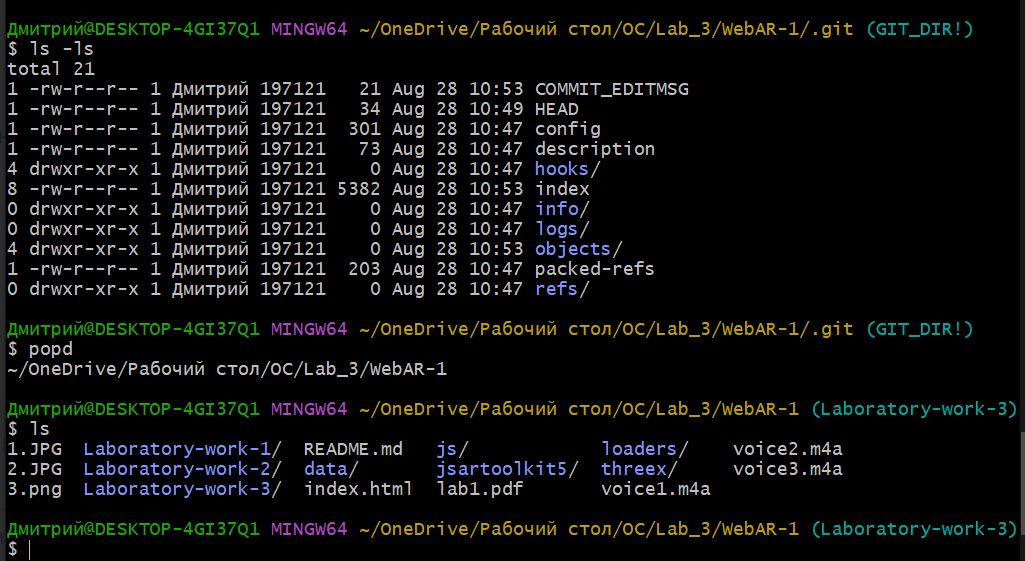 Дмитрий@DESKTOP-4GI37Q1 MINGW64 ~/OneDrive/Рабочий стол/ОС/Lab_3/WebAR-1/.git (GIT_DIR!)
$ ls -ls
total 21
1 -rw-r--r-- 1 Дмитрий 197121   21 Aug 28 10:53 COMMIT_EDITMSG
1 -rw-r--r-- 1 Дмитрий 197121   34 Aug 28 10:49 HEAD
1 -rw-r--r-- 1 Дмитрий 197121  301 Aug 28 10:47 config
1 -rw-r--r-- 1 Дмитрий 197121   73 Aug 28 10:47 description
4 drwxr-xr-x 1 Дмитрий 197121    0 Aug 28 10:47 hooks/
8 -rw-r--r-- 1 Дмитрий 197121 5382 Aug 28 10:53 index
0 drwxr-xr-x 1 Дмитрий 197121    0 Aug 28 10:47 info/
0 drwxr-xr-x 1 Дмитрий 197121    0 Aug 28 10:47 logs/
4 drwxr-xr-x 1 Дмитрий 197121    0 Aug 28 10:53 objects/
1 -rw-r--r-- 1 Дмитрий 197121  203 Aug 28 10:47 packed-refs
0 drwxr-xr-x 1 Дмитрий 197121    0 Aug 28 10:47 refs/
Дмитрий@DESKTOP-4GI37Q1 MINGW64 ~/OneDrive/Рабочий стол/ОС/Lab_3/WebAR-1/.git (GIT_DIR!)
$ popd
~/OneDrive/Рабочий стол/ОС/Lab_3/WebAR-1
Дмитрий@DESKTOP-4GI37Q1 MINGW64 ~/OneDrive/Рабочий стол/ОС/Lab_3/WebAR-1 (Laboratory-work-3)
$ ls
1.JPG  Laboratory-work-1/  README.md   js/          loaders/    voice2.m4a
2.JPG  Laboratory-work-2/  data/       jsartoolkit5/  threex/     voice3.m4a
3.png  Laboratory-work-3/  index.html  lab1.pdf     voice1.m4a
Дмитрий@DESKTOP-4GI37Q1 MINGW64 ~/OneDrive/Рабочий стол/ОС/Lab_3/WebAR-1 (Laboratory-work-3)
$